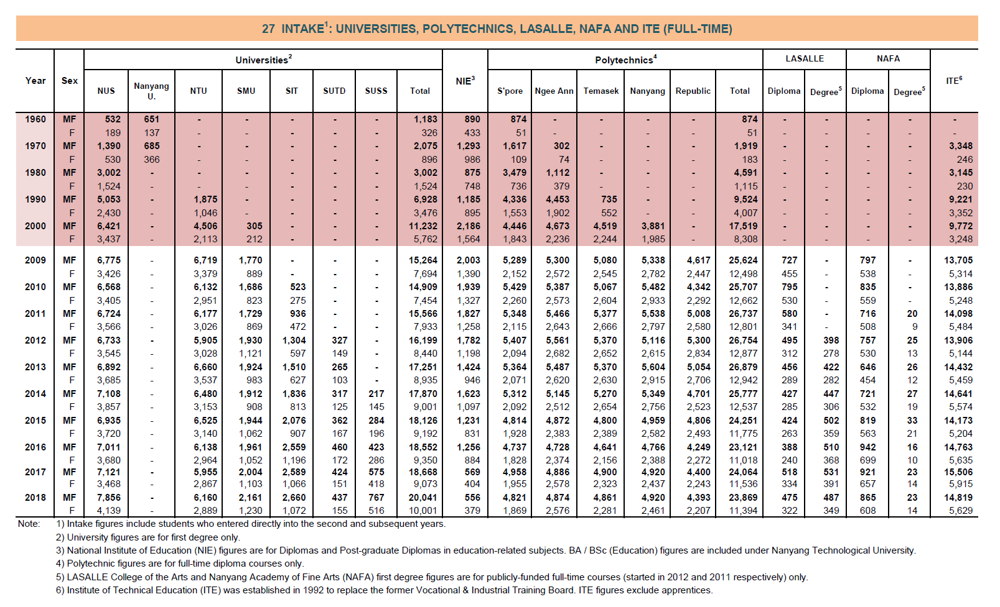 27 INTAKE1: UNIVERSITIES, POLYTECHNICS, LASALLE, NAFA AND ITE (FULL-TIME)
Year Sex Universities2 NIE3 Polytechnics4 LASALLE NAFA ITE6
NUS Nanyang U. NTU SMU SIT SUTD SUSS Total S'pore Ngee Ann Temasek Nanyang Republic Total Diploma Degree5 Diploma Degree5
1960 MF 532 651 - - - - - 1,183 890 874 - - - - 874 - - - - -
F 189 137 - - - - - 326 433 51 - - - - 51 - - - - -
1970 MF 1,390 685 - - - - - 2,075 1,293 1,617 302 - - - 1,919 - - - - 3,348
F 530 366 - - - - - 896 986 109 74 - - - 183 - - - - 246
1980 MF 3,002 - - - - - - 3,002 875 3,479 1,112 - - - 4,591 - - - - 3,145
F 1,524 - - - - - - 1,524 748 736 379 - - - 1,115 - - - - 230
1990 MF 5,053 - 1,875 - - - - 6,928 1,185 4,336 4,453 735 - - 9,524 - - - - 9,221
F 2,430 - 1,046 - - - - 3,476 895 1,553 1,902 552 - - 4,007 - - - - 3,352
2000 MF 6,421 - 4,506 305 - - - 11,232 2,186 4,446 4,673 4,519 3,881 - 17,519 - - - - 9,772
F 3,437 - 2,113 212 - - - 5,762 1,564 1,843 2,236 2,244 1,985 - 8,308 - - - - 3,248
2009 MF 6,775 - 6,719 1,770 - - - 15,264 2,003 5,289 5,300 5,080 5,338 4,617 25,624 727 - 797 - 13,705
F 3,426 - 3,379 889 - - - 7,694 1,390 2,152 2,572 2,545 2,782 2,447 12,498 455 - 538 - 5,314
2010 MF 6,568 - 6,132 1,686 523 - - 14,909 1,939 5,429 5,387 5,067 5,482 4,342 25,707 795 - 835 - 13,886
F 3,405 - 2,951 823 275 - - 7,454 1,327 2,260 2,573 2,604 2,933 2,292 12,662 530 - 559 - 5,248
2011 MF 6,724 - 6,177 1,729 936 - - 15,566 1,827 5,348 5,466 5,377 5,538 5,008 26,737 580 - 716 20 14,098
F 3,566 - 3,026 869 472 - - 7,933 1,258 2,115 2,643 2,666 2,797 2,580 12,801 341 - 508 9 5,484
2012 MF 6,733 - 5,905 1,930 1,304 327 - 16,199 1,782 5,407 5,561 5,370 5,116 5,300 26,754 495 398 757 25 13,906
F 3,545 - 3,028 1,121 597 149 - 8,440 1,198 2,094 2,682 2,652 2,615 2,834 12,877 312 278 530 13 5,144
2013 MF 6,892 - 6,660 1,924 1,510 265 - 17,251 1,424 5,364 5,487 5,370 5,604 5,054 26,879 456 422 646 26 14,432
F 3,685 - 3,537 983 627 103 - 8,935 946 2,071 2,620 2,630 2,915 2,706 12,942 289 282 454 12 5,459
2014 MF 7,108 - 6,480 1,912 1,836 317 217 17,870 1,623 5,312 5,145 5,270 5,349 4,701 25,777 427 447 721 27 14,641
F 3,857 - 3,153 908 813 125 145 9,001 1,097 2,092 2,512 2,654 2,756 2,523 12,537 285 306 532 19 5,574
2015 MF 6,935 - 6,525 1,944 2,076 362 284 18,126 1,231 4,814 4,872 4,800 4,959 4,806 24,251 424 502 819 33 14,173
F 3,720 - 3,140 1,062 907 167 196 9,192 831 1,928 2,383 2,389 2,582 2,493 11,775 263 359 563 21 5,204
2016 MF 7,011 - 6,138 1,961 2,559 460 423 18,552 1,256 4,737 4,728 4,641 4,766 4,249 23,121 388 510 942 16 14,763
F 3,680 - 2,964 1,052 1,196 172 286 9,350 884 1,828 2,374 2,156 2,388 2,272 11,018 240 368 699 10 5,635
2017 MF 7,121 - 5,955 2,004 2,589 424 575 18,668 569 4,958 4,886 4,900 4,920 4,400 24,064 518 531 921 23 15,506
F 3,468 - 2,867 1,103 1,066 151 418 9,073 404 1,955 2,578 2,323 2,437 2,243 11,536 334 391 657 14 5,915
2018 MF 7,856 - 6,160 2,161 2,660 437 767 20,041 556 4,821 4,874 4,861 4,920 4,393 23,869 475 487 865 23 14,819
F 4,139 - 2,889 1,230 1,072 155 516 10,001 379 1,869 2,576 2,281 2,461 2,207 11,394 322 349 608 14 5,629
Note: 1) Intake figures include students who entered directly into the second and subsequent years.
2) University figures are for first degree only.
3) National Institute of Education (NIE) figures are for Diplomas and Post-graduate Diplomas in education-related subjects. BA / BSc (Education) figures are included under Nanyang Technological University.
4) Polytechnic figures are for full-time diploma courses only.
5) LASALLE College of the Arts and Nanyang Academy of Fine Arts (NAFA) first degree figures are for publicly-funded full-time courses (started in 2012 and 2011 respectively) only.
6) Institute of Technical Education (ITE) was established in 1992 to replace the former Vocational & Industrial Training Board. ITE figures exclude apprentices.